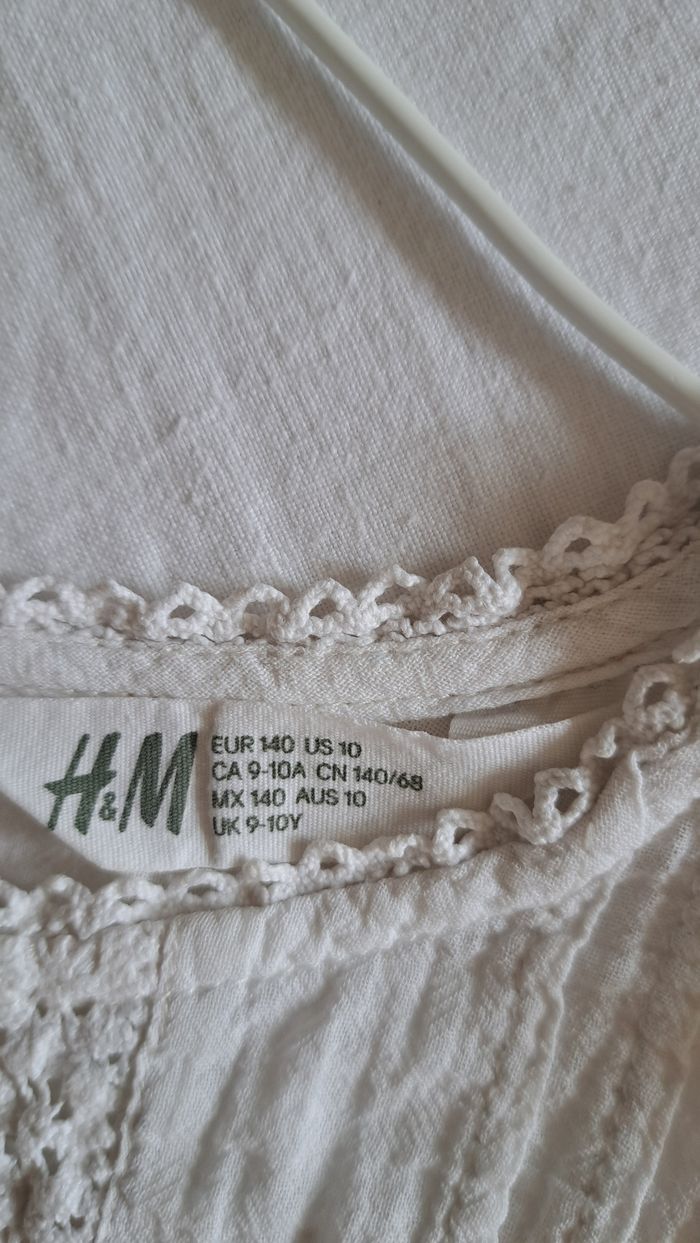 H&M
EUR 140 US 10
CA 9-10A CN 140/68
MX 140 AUS 10
UK 9-10Y